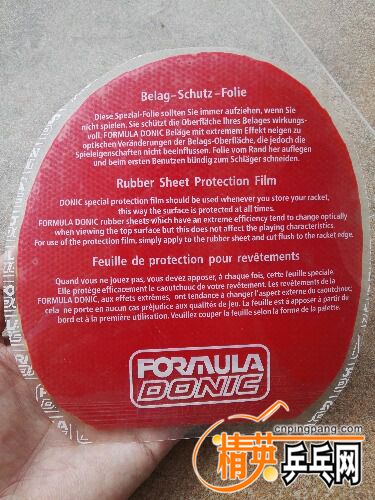 Belag-Schutz-Folie
Diese Spezial-Folie sollten Sie immer aufziehen, wenn Sie
nicht spielen. Sie schützt die Oberfläche Ihres Belages wirkungs-
voll. FORMULA DONIC Beläge mit extremem Effekt neigen zu
optischen Veränderungen der Belags-Oberfläche, die jedoch die
Spieleigenschaften nicht beeinflussen. Folie vom Rand her auflegen
und beim ersten Benutzen bündig zum Schläger schneiden.
Rubber Sheet Protection Film
DONIC special protection film should be used whenever you store your racket,
this way the surface is protected at all times.
FORMULA DONIC rubber sheets which have an extreme efficiency tend to change optically
when viewing the top surface but this does not affect the playing characteristics.
For use of the protection film, simply apply to the rubber sheet and cut flush to the racket edge.
Feuille de protection pour revêtements
Quand vous ne jouez pas, vous devez apposer, à chaque fois, cette feuille speciale.
Elle protège efficacement le caoutchouc de votre revêtement. Les revêtements de la
FORMULA DONIC, aux effets extrêmes, ont tendance à changer l'aspect externe du caoutchouc;
cela ne porte en aucun cas préjudice aux qualités de jeu. La feuille est à apposer à partir du
bord et à la première utilisation. Veuillez couper la feuille selon la forme de la palette.
FORMULA
DONIC
cnpingpang.com
精英乒乓网